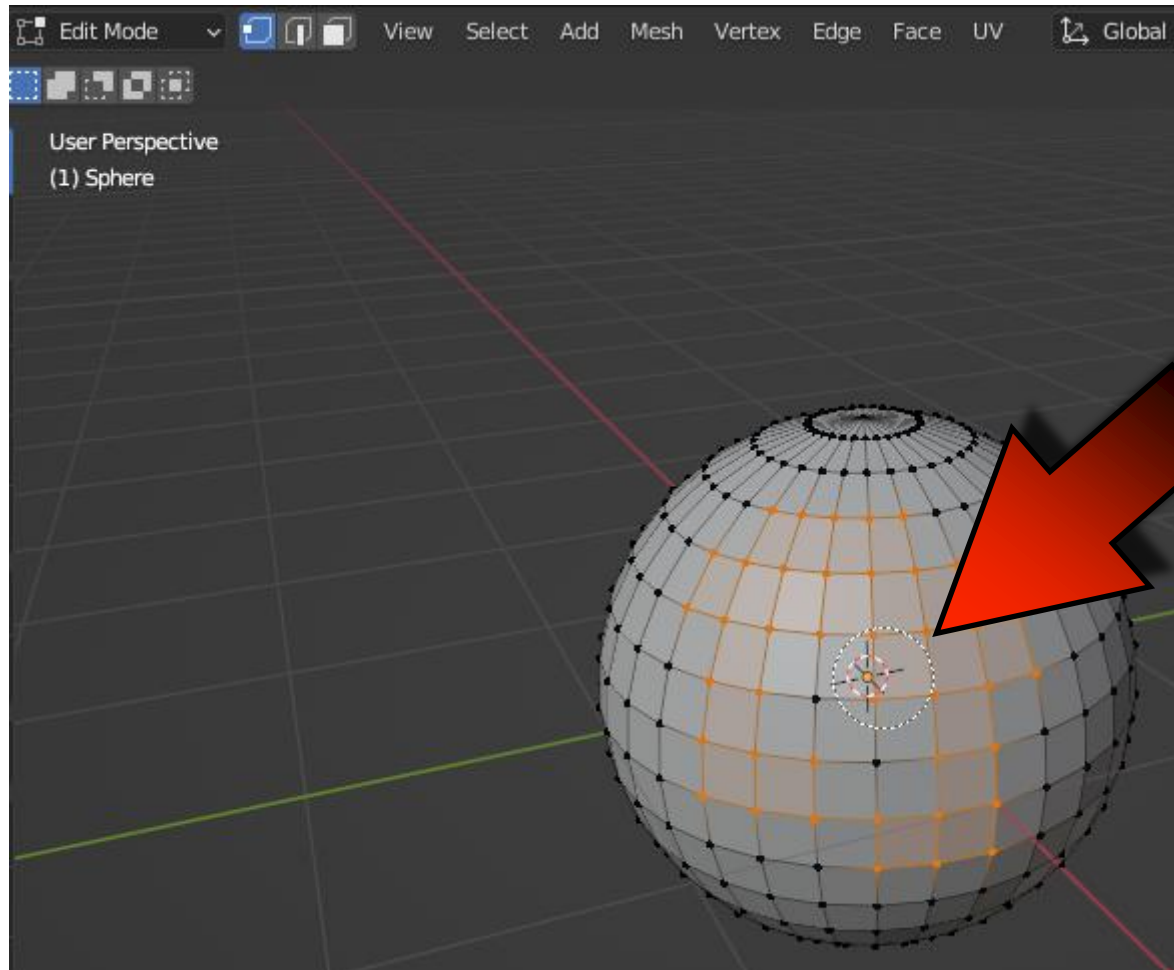 Edit Mode View Select Add Mesh Vertex Edge Face UV Global
User Perspective
(1) Sphere